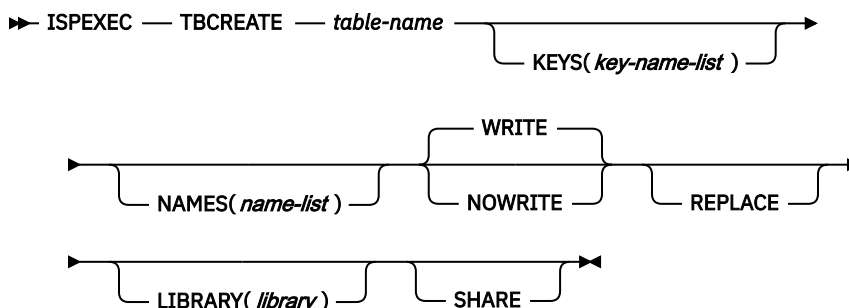 ISPEXEC TBCREATE table-name
KEYS( key-name-list )
WRITE
NAMES( name-list ) NOWRITE REPLACE
LIBRARY( library ) SHARE